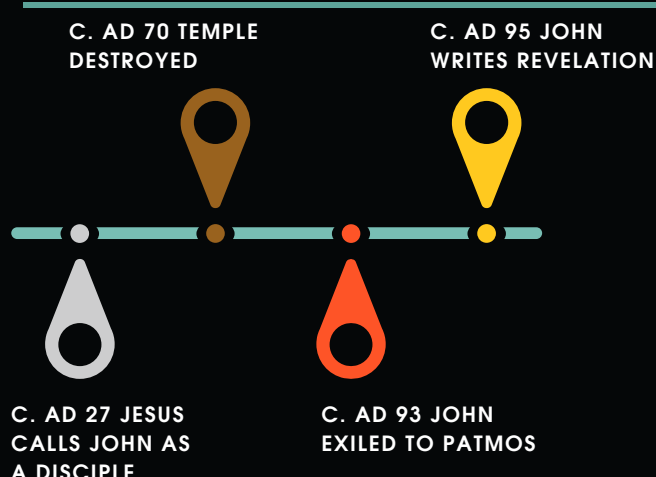 C. AD 70 TEMPLE
DESTROYED
C. AD 95 JOHN
WRITES REVELATION
C. AD 27 JESUS
CALLS JOHN AS
A DISCIPLE
C. AD 93 JOHN
EXILED TO PATMOS